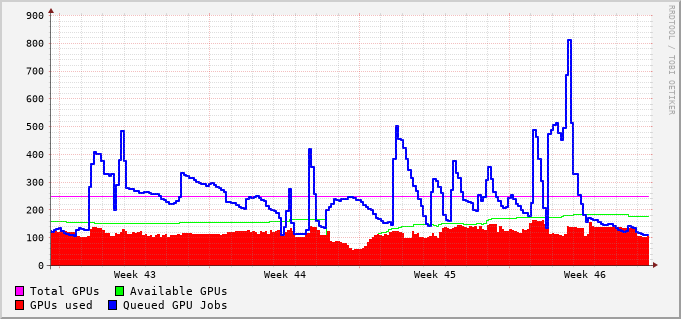 900
800
700
600
500
400
300
200
100
0
Week 43 Week 44 Week 45 Week 46
Total GPUs Available GPUs
GPUs used Queued GPU Jobs
RRDTOOL / TOBI OETIKER